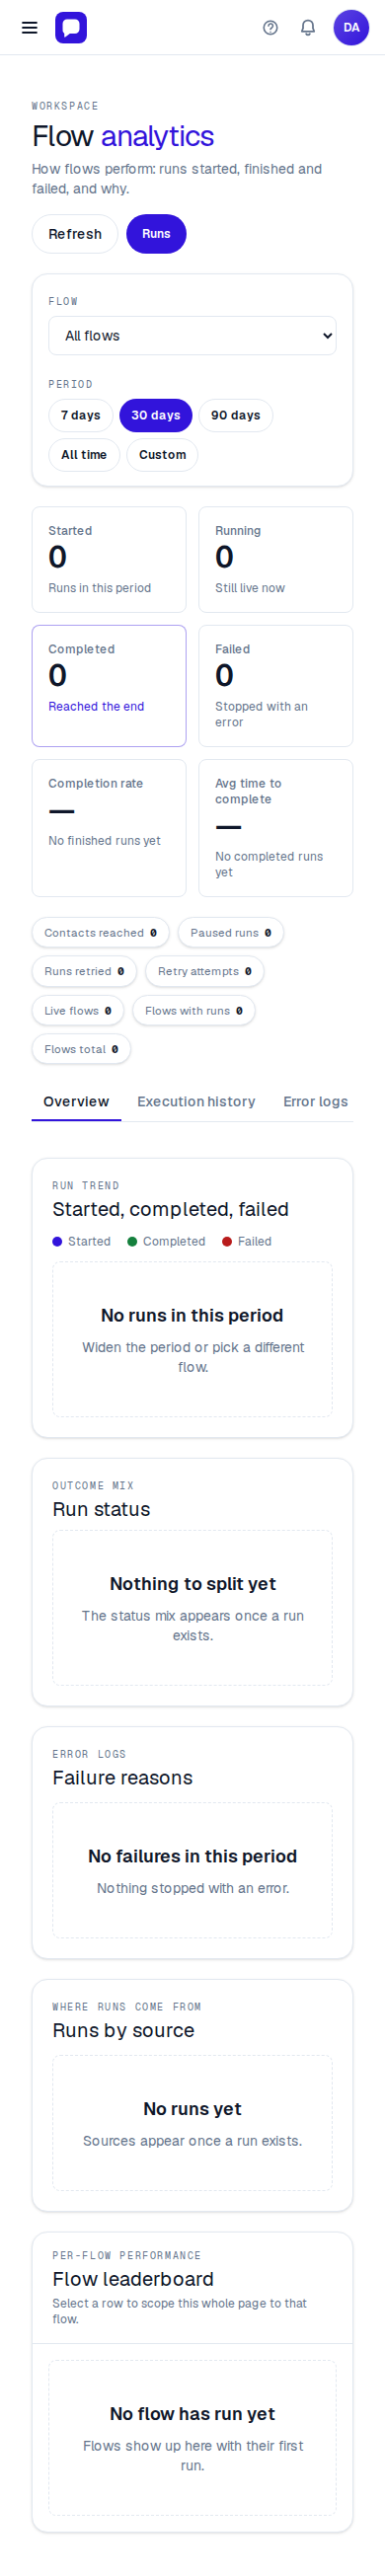 DA
WORKSPACE
Flow analytics
How flows perform: runs started, finished and
failed, and why.
Refresh
Runs
FLOW
All flows
PERIOD
7 days
30 days
90 days
All time
Custom
Started
0
Runs in this period
Running
0
Still live now
Completed
0
Reached the end
Failed
0
Stopped with an
error
Completion rate
—
No finished runs yet
Avg time to
complete
—
No completed runs
yet
Contacts reached 0
Paused runs 0
Runs retried 0
Retry attempts 0
Live flows 0
Flows with runs 0
Flows total 0
Overview
Execution history
Error logs
RUN TREND
Started, completed, failed
Started
Completed
Failed
No runs in this period
Widen the period or pick a different
flow.
OUTCOME MIX
Run status
Nothing to split yet
The status mix appears once a run
exists.
ERROR LOGS
Failure reasons
No failures in this period
Nothing stopped with an error.
WHERE RUNS COME FROM
Runs by source
No runs yet
Sources appear once a run exists.
PER-FLOW PERFORMANCE
Flow leaderboard
Select a row to scope this whole page to that
flow.
No flow has run yet
Flows show up here with their first
run.